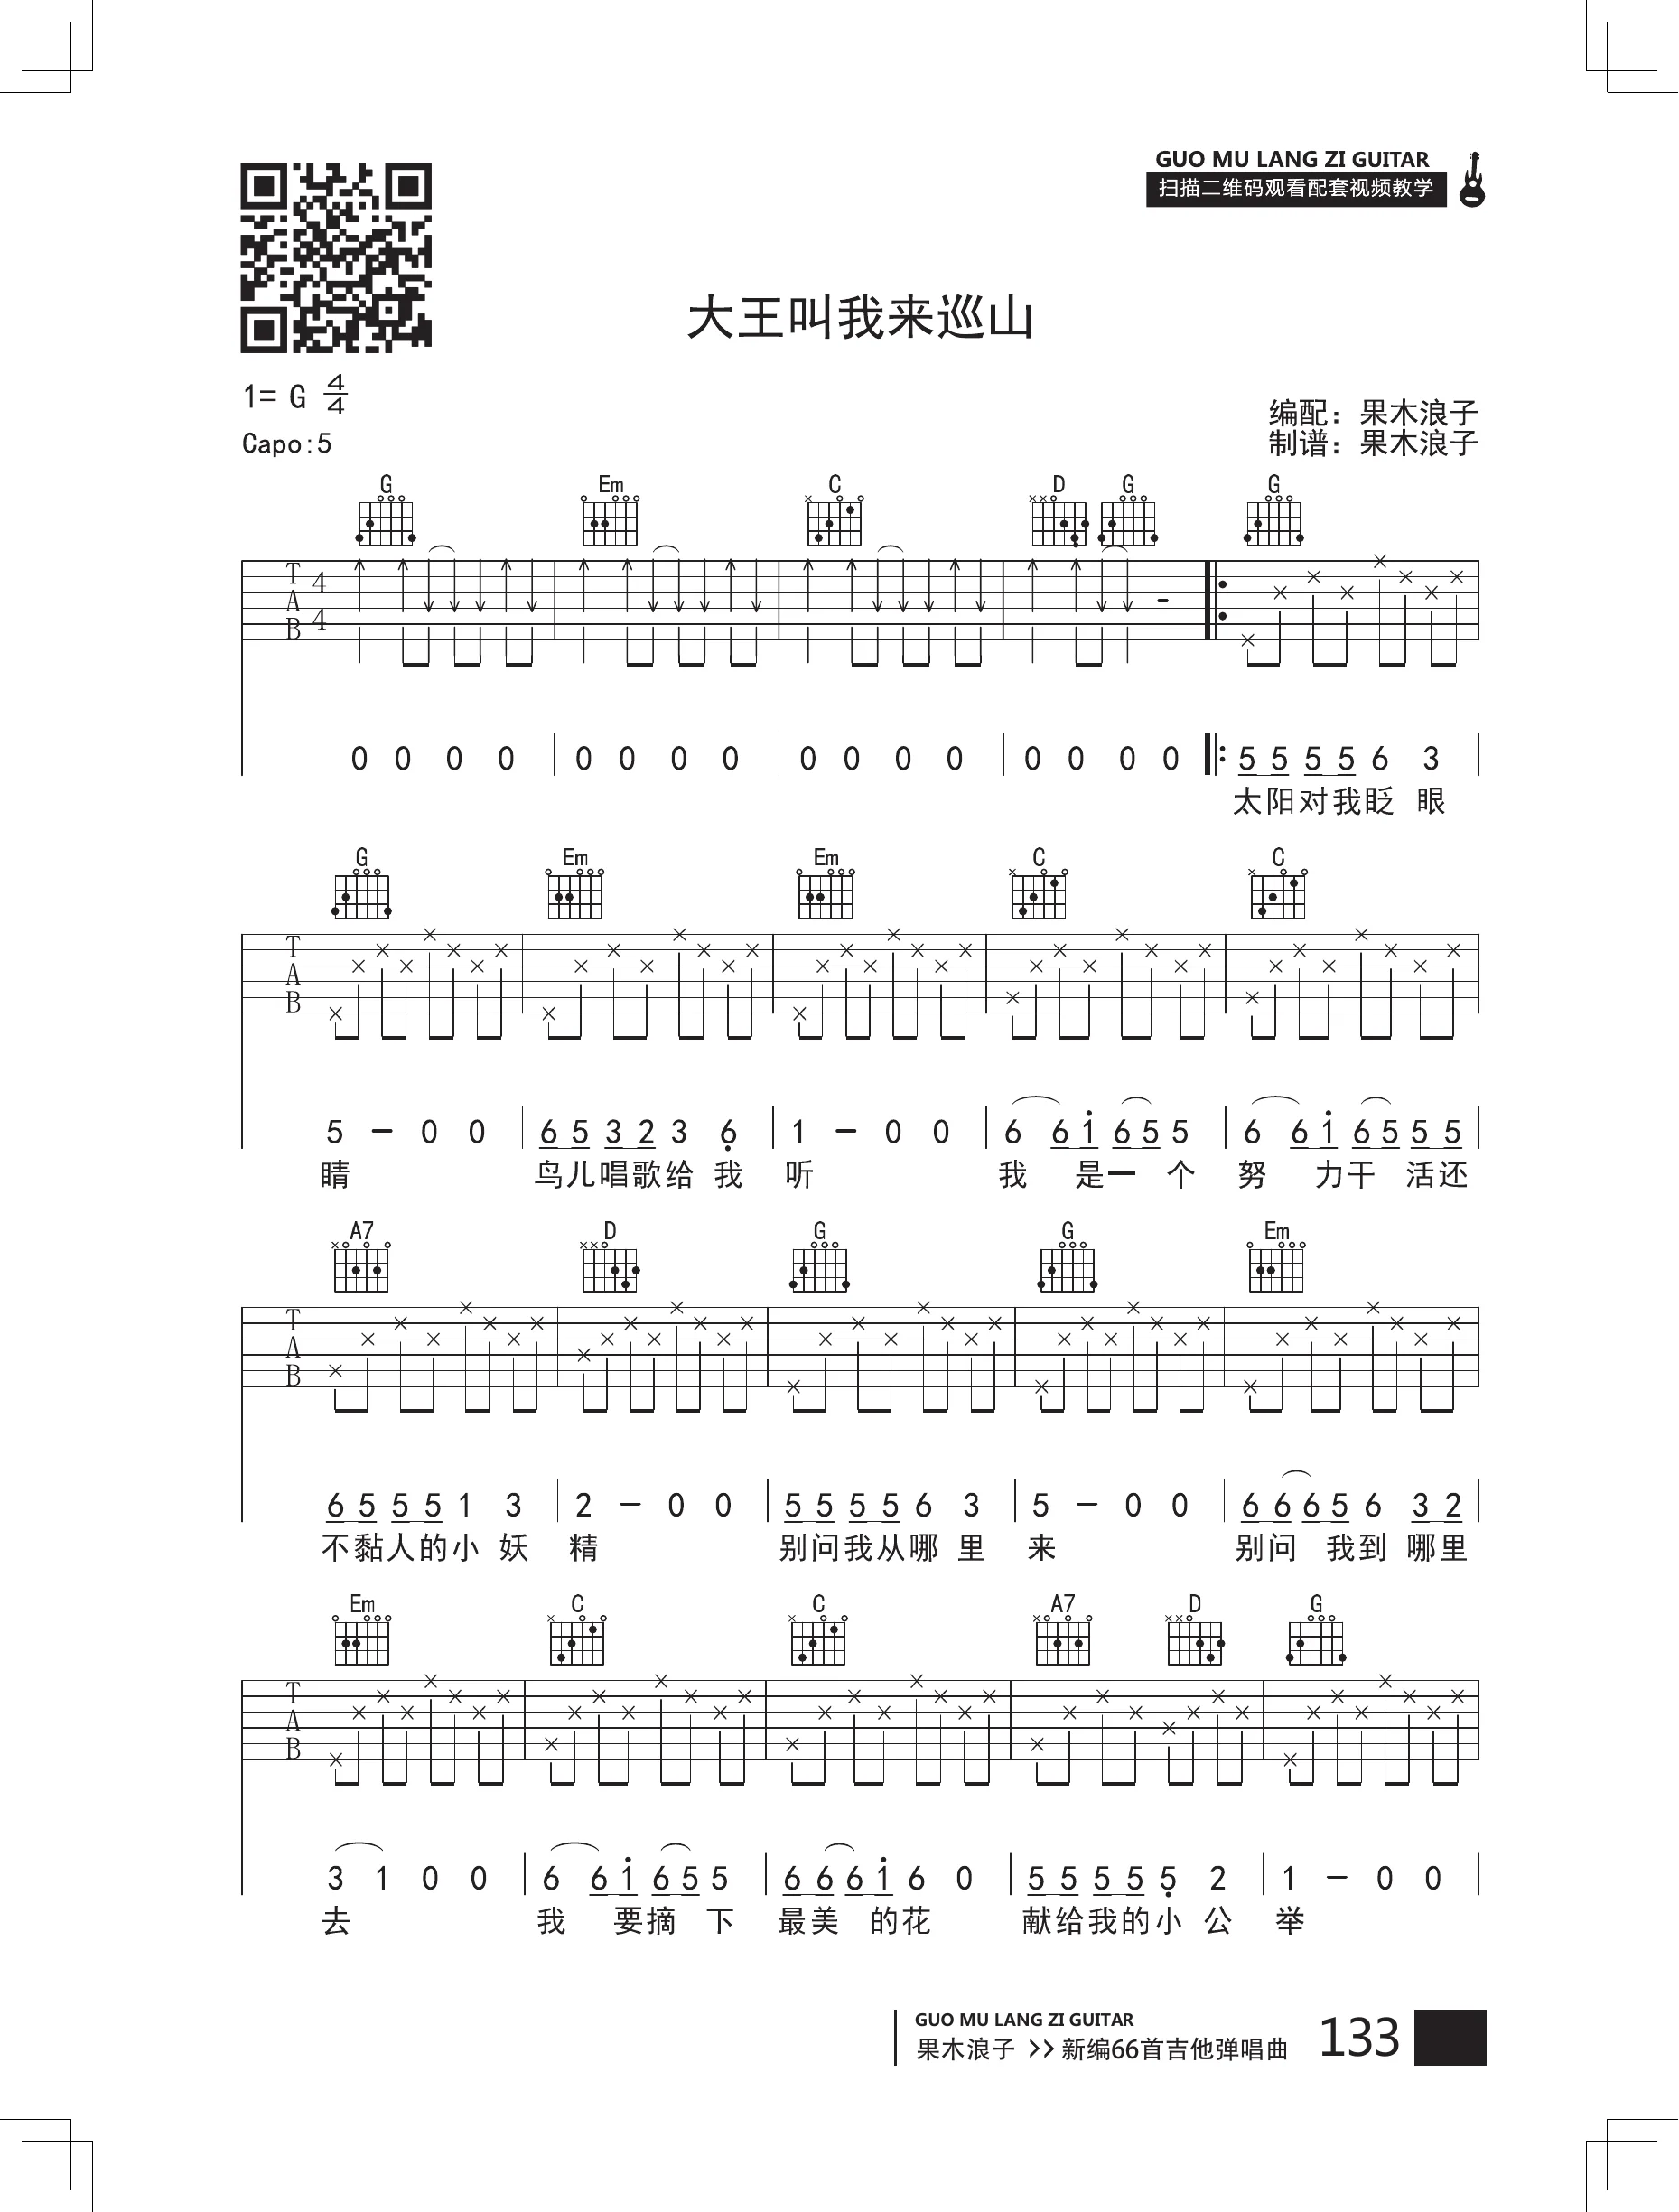 GUO MU LANG ZI GUITAR
扫描二维码观看配套视频教学
大王叫我来巡山
1= G 4/4
Capo:5
编配：果木浪子
制谱：果木浪子
G Em C D G G
T A B 4 4
0 0 0 0 0 0 0 0 0 0 0 0 0 0 0 0 5 5 5 5 6 3
太阳对我眨 眼
G Em Em C C
T A B
5 – 0 0 6 5 3 2 3 6̣ 1 – 0 0 6 6 1̇ 6 5 5 6 6 1̇ 6 5 5 5
睛 鸟儿唱歌给 我 听 我 是一 个 努 力干 活还
A7 D G G Em
T A B
6 5 5 5 1 3 2 – 0 0 5 5 5 5 6 3 5 – 0 0 6 6 6 5 6 3 2
不黏人的小 妖 精 别问我从哪 里 来 别问 我到 哪里
Em C C A7 D G
T A B
3 1 0 0 6 6 1̇ 6 5 5 6 6 6 1̇ 6 0 5 5 5 5 5̣ 2 1 – 0 0
去 我 要摘 下 最美 的花 献给我的小 公 举
GUO MU LANG ZI GUITAR
果木浪子 >> 新编66首吉他弹唱曲 133